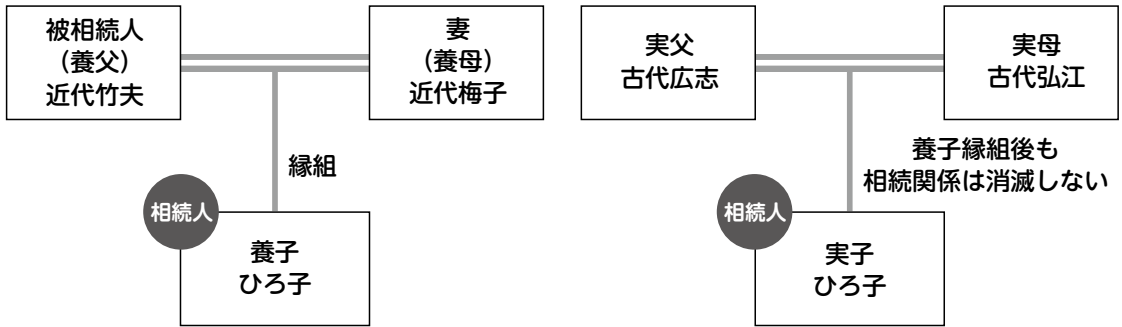 被相続人
（養父）
近代竹夫
妻
（養母）
近代梅子
縁組
相続人
養子
ひろ子
実父
古代広志
実母
古代弘江
養子縁組後も
相続関係は消滅しない
相続人
実子
ひろ子